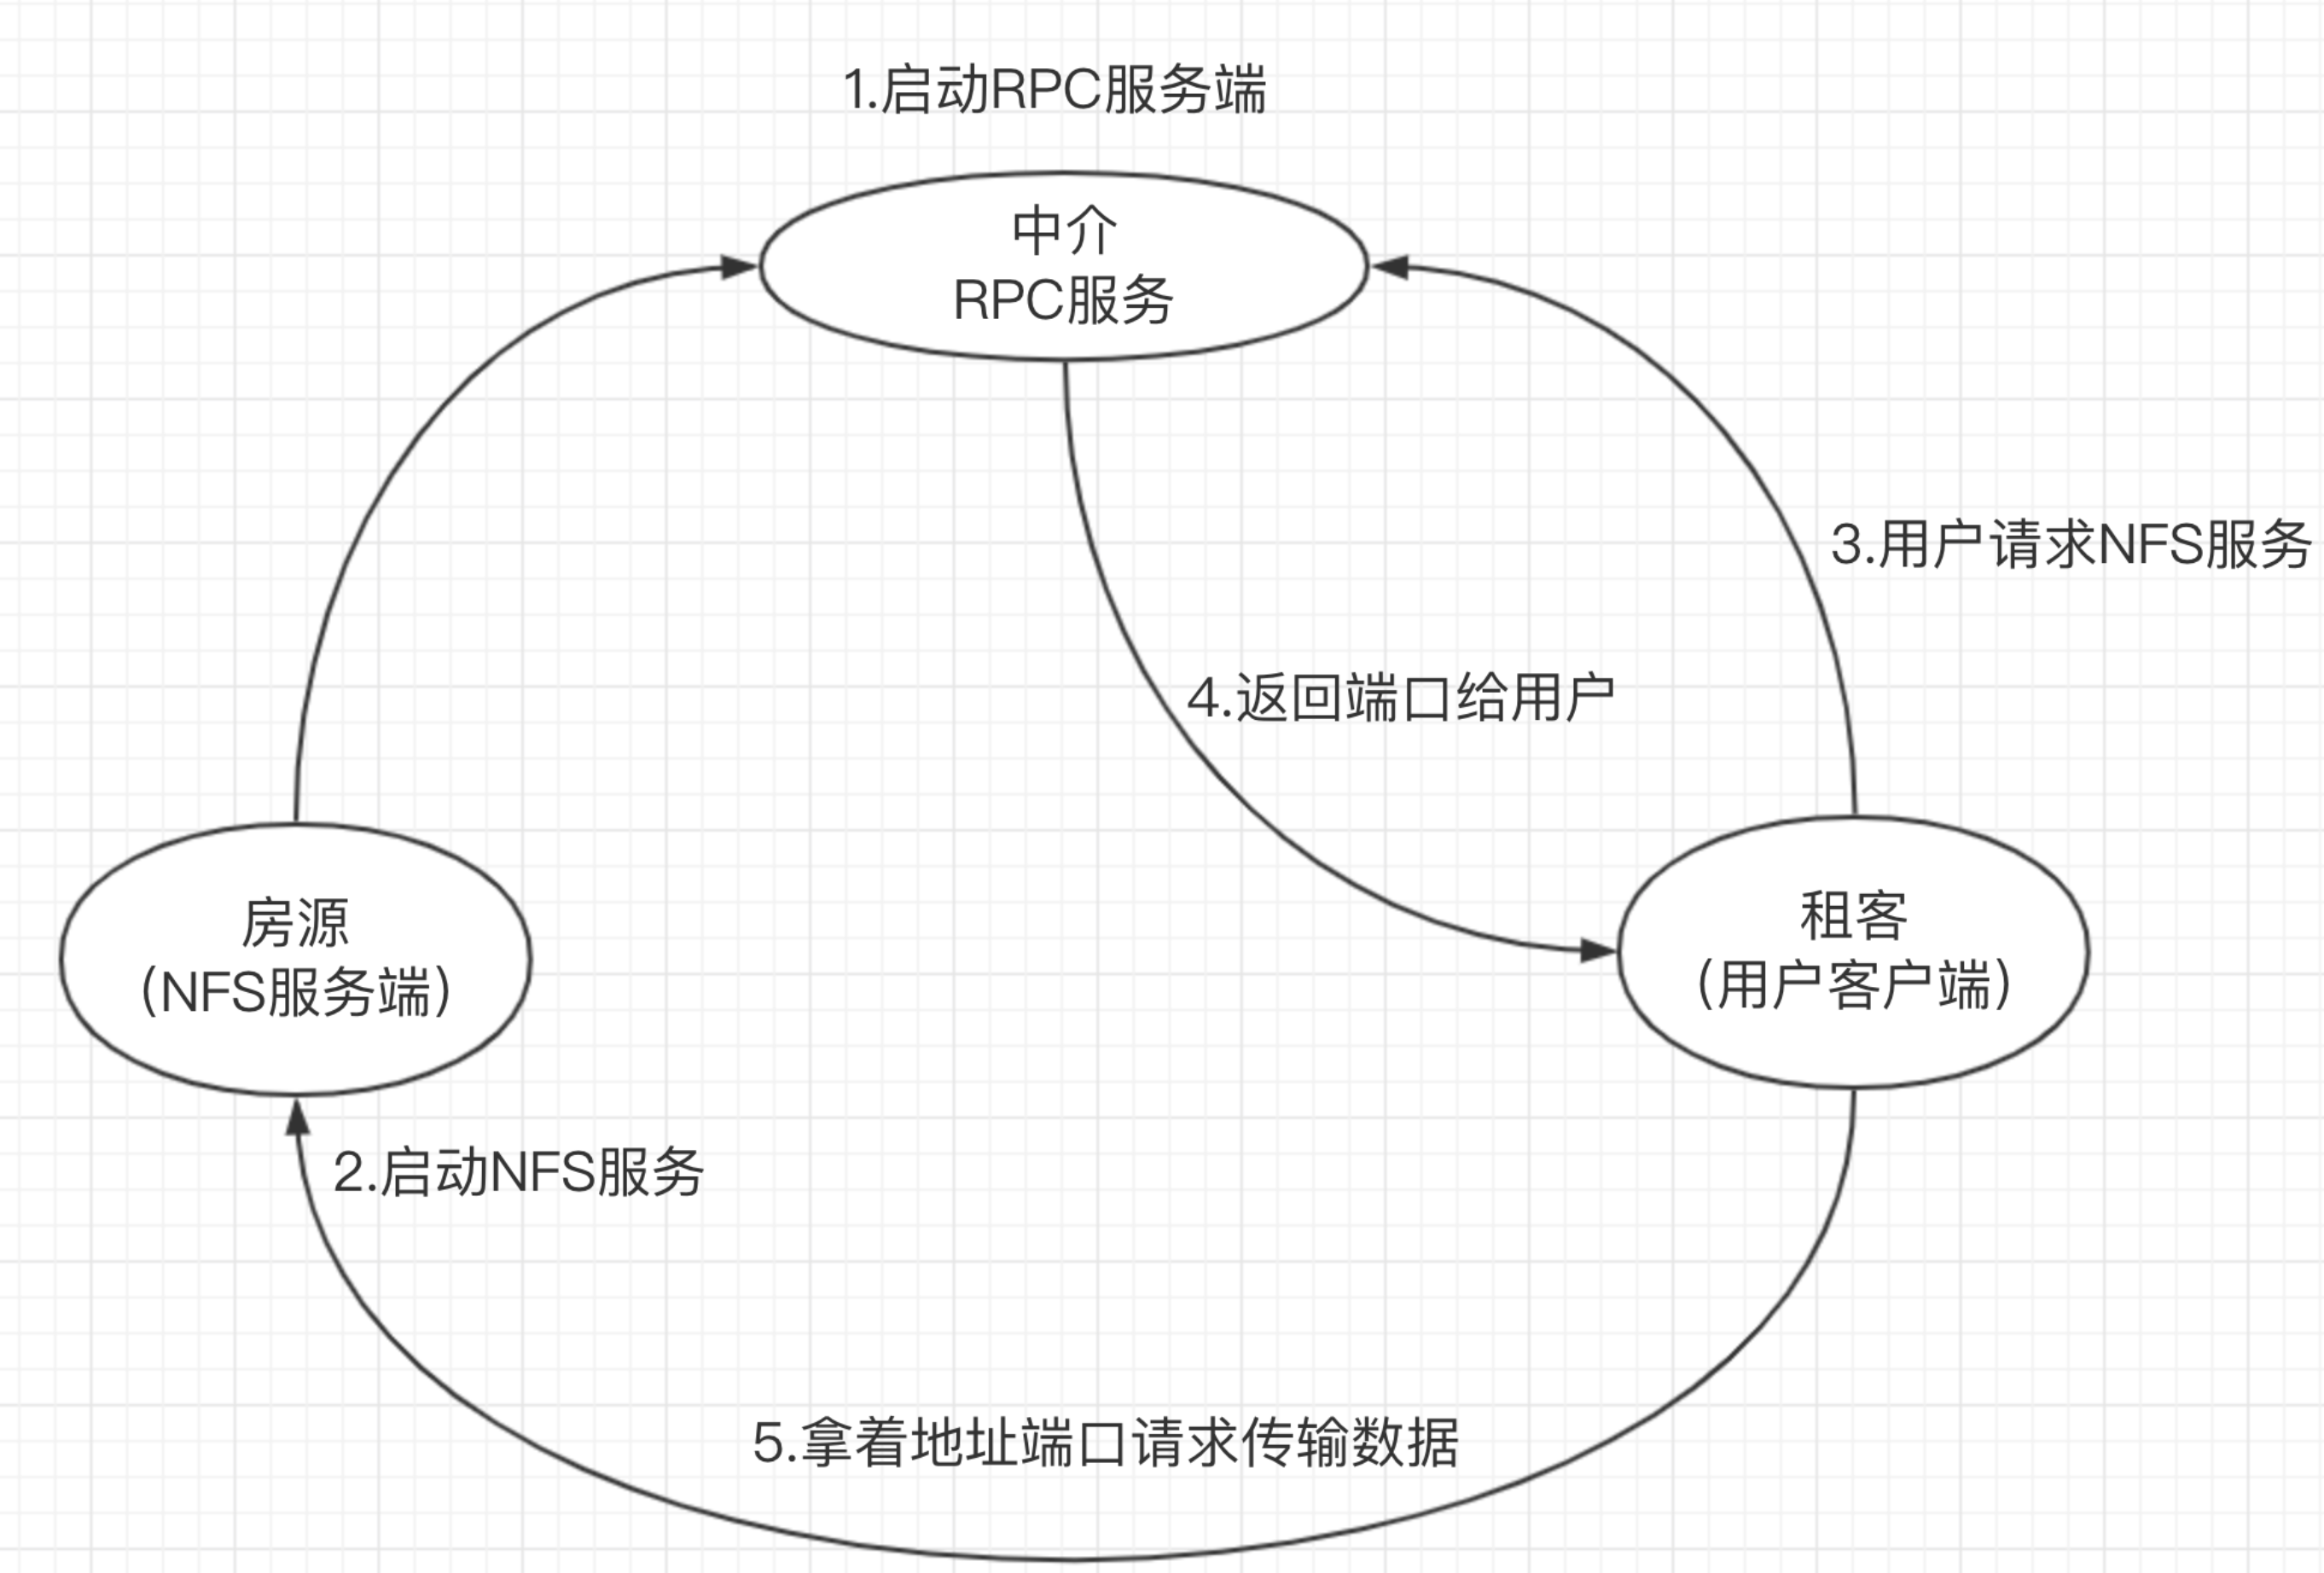 1.启动RPC服务端
中介
RPC服务
3.用户请求NFS服务
4.返回端口给用户
房源
(NFS服务端)
租客
(用户客户端)
2.启动NFS服务
5.拿着地址端口请求传输数据